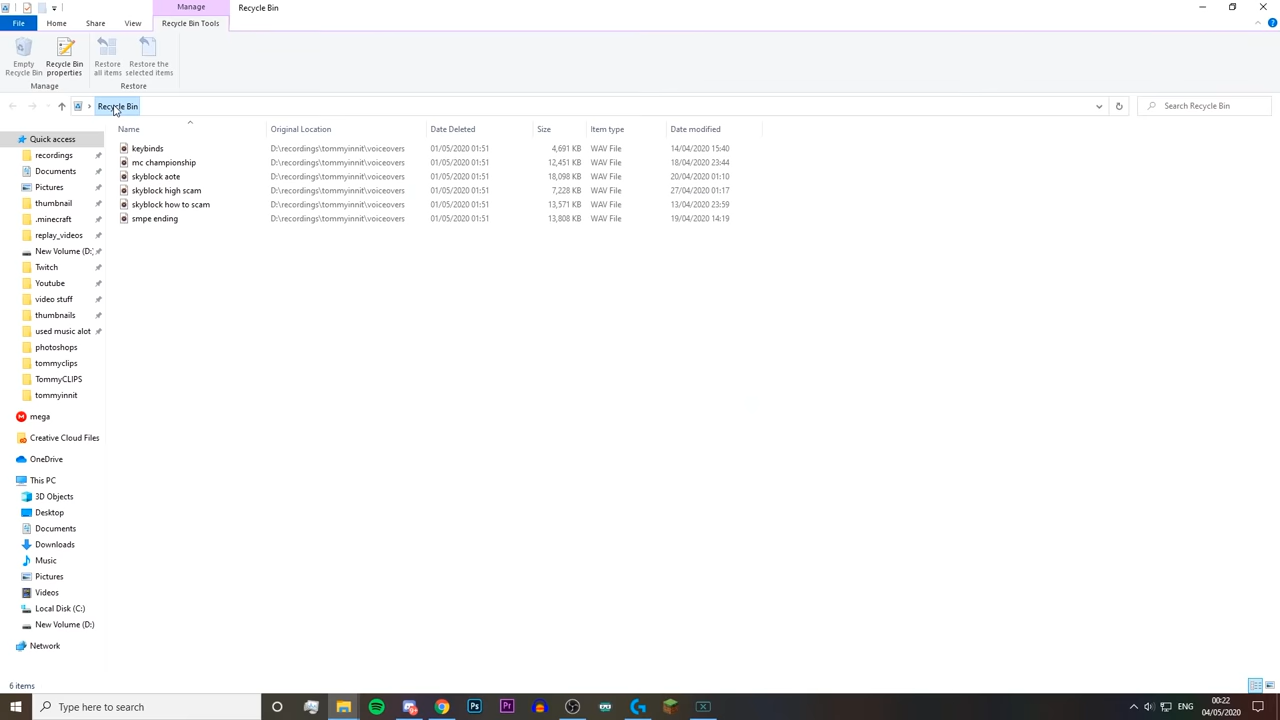 Manage
Recycle Bin
File
Home
Share
View
Recycle Bin Tools
Empty Recycle Bin
Recycle Bin properties
Restore all items
Restore the selected items
Manage
Restore
Recycle Bin
Search Recycle Bin
Name
Original Location
Date Deleted
Size
Item type
Date modified
keybinds D:\recordings\tommyinnit\voiceovers 01/05/2020 01:51 4,691 KB WAV File 14/04/2020 15:40
mc championship D:\recordings\tommyinnit\voiceovers 01/05/2020 01:51 12,451 KB WAV File 18/04/2020 23:44
skyblock aote D:\recordings\tommyinnit\voiceovers 01/05/2020 01:51 18,098 KB WAV File 20/04/2020 01:10
skyblock high scam D:\recordings\tommyinnit\voiceovers 01/05/2020 01:51 7,228 KB WAV File 27/04/2020 01:17
skyblock how to scam D:\recordings\tommyinnit\voiceovers 01/05/2020 01:51 13,571 KB WAV File 13/04/2020 23:59
smpe ending D:\recordings\tommyinnit\voiceovers 01/05/2020 01:51 13,808 KB WAV File 19/04/2020 14:19
Quick access
recordings
Documents
Pictures
thumbnail
.minecraft
replay_videos
New Volume (D:)
Twitch
Youtube
video stuff
thumbnails
used music alot
photoshops
tommyclips
TommyCLIPS
tommyinnit
mega
Creative Cloud Files
OneDrive
This PC
3D Objects
Desktop
Documents
Downloads
Music
Pictures
Videos
Local Disk (C:)
New Volume (D:)
Network
6 items
Type here to search
Ps
Pr
ENG
00:22
04/05/2020